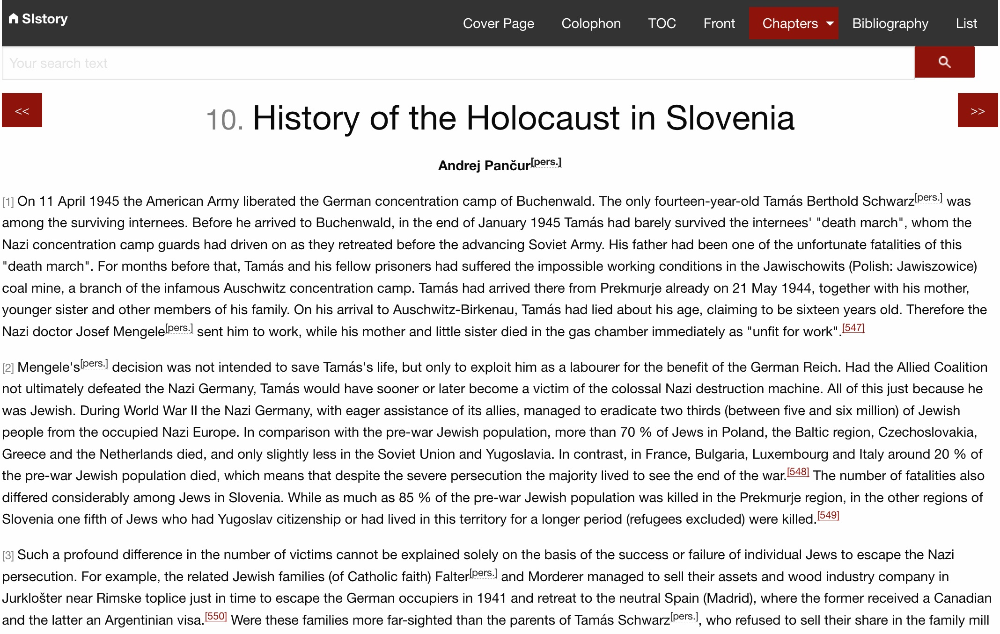 SIstory
Cover Page Colophon TOC Front Chapters Bibliography List
Your search text
<< >>
10. History of the Holocaust in Slovenia
Andrej Pančur[pers.]
[1] On 11 April 1945 the American Army liberated the German concentration camp of Buchenwald. The only fourteen-year-old Tamás Berthold Schwarz[pers.] was
among the surviving internees. Before he arrived to Buchenwald, in the end of January 1945 Tamás had barely survived the internees' "death march", whom the
Nazi concentration camp guards had driven on as they retreated before the advancing Soviet Army. His father had been one of the unfortunate fatalities of this
"death march". For months before that, Tamás and his fellow prisoners had suffered the impossible working conditions in the Jawischowits (Polish: Jawiszowice)
coal mine, a branch of the infamous Auschwitz concentration camp. Tamás had arrived there from Prekmurje already on 21 May 1944, together with his mother,
younger sister and other members of his family. On his arrival to Auschwitz-Birkenau, Tamás had lied about his age, claiming to be sixteen years old. Therefore the
Nazi doctor Josef Mengele[pers.] sent him to work, while his mother and little sister died in the gas chamber immediately as "unfit for work".[547]
[2] Mengele's[pers.] decision was not intended to save Tamás's life, but only to exploit him as a labourer for the benefit of the German Reich. Had the Allied Coalition
not ultimately defeated the Nazi Germany, Tamás would have sooner or later become a victim of the colossal Nazi destruction machine. All of this just because he
was Jewish. During World War II the Nazi Germany, with eager assistance of its allies, managed to eradicate two thirds (between five and six million) of Jewish
people from the occupied Nazi Europe. In comparison with the pre-war Jewish population, more than 70 % of Jews in Poland, the Baltic region, Czechoslovakia,
Greece and the Netherlands died, and only slightly less in the Soviet Union and Yugoslavia. In contrast, in France, Bulgaria, Luxembourg and Italy around 20 % of
the pre-war Jewish population died, which means that despite the severe persecution the majority lived to see the end of the war.[548] The number of fatalities also
differed considerably among Jews in Slovenia. While as much as 85 % of the pre-war Jewish population was killed in the Prekmurje region, in the other regions of
Slovenia one fifth of Jews who had Yugoslav citizenship or had lived in this territory for a longer period (refugees excluded) were killed.[549]
[3] Such a profound difference in the number of victims cannot be explained solely on the basis of the success or failure of individual Jews to escape the Nazi
persecution. For example, the related Jewish families (of Catholic faith) Falter[pers.] and Morderer managed to sell their assets and wood industry company in
Jurklošter near Rimske toplice just in time to escape the German occupiers in 1941 and retreat to the neutral Spain (Madrid), where the former received a Canadian
and the latter an Argentinian visa.[550] Were these families more far-sighted than the parents of Tamás Schwarz[pers.], who refused to sell their share in the family mill